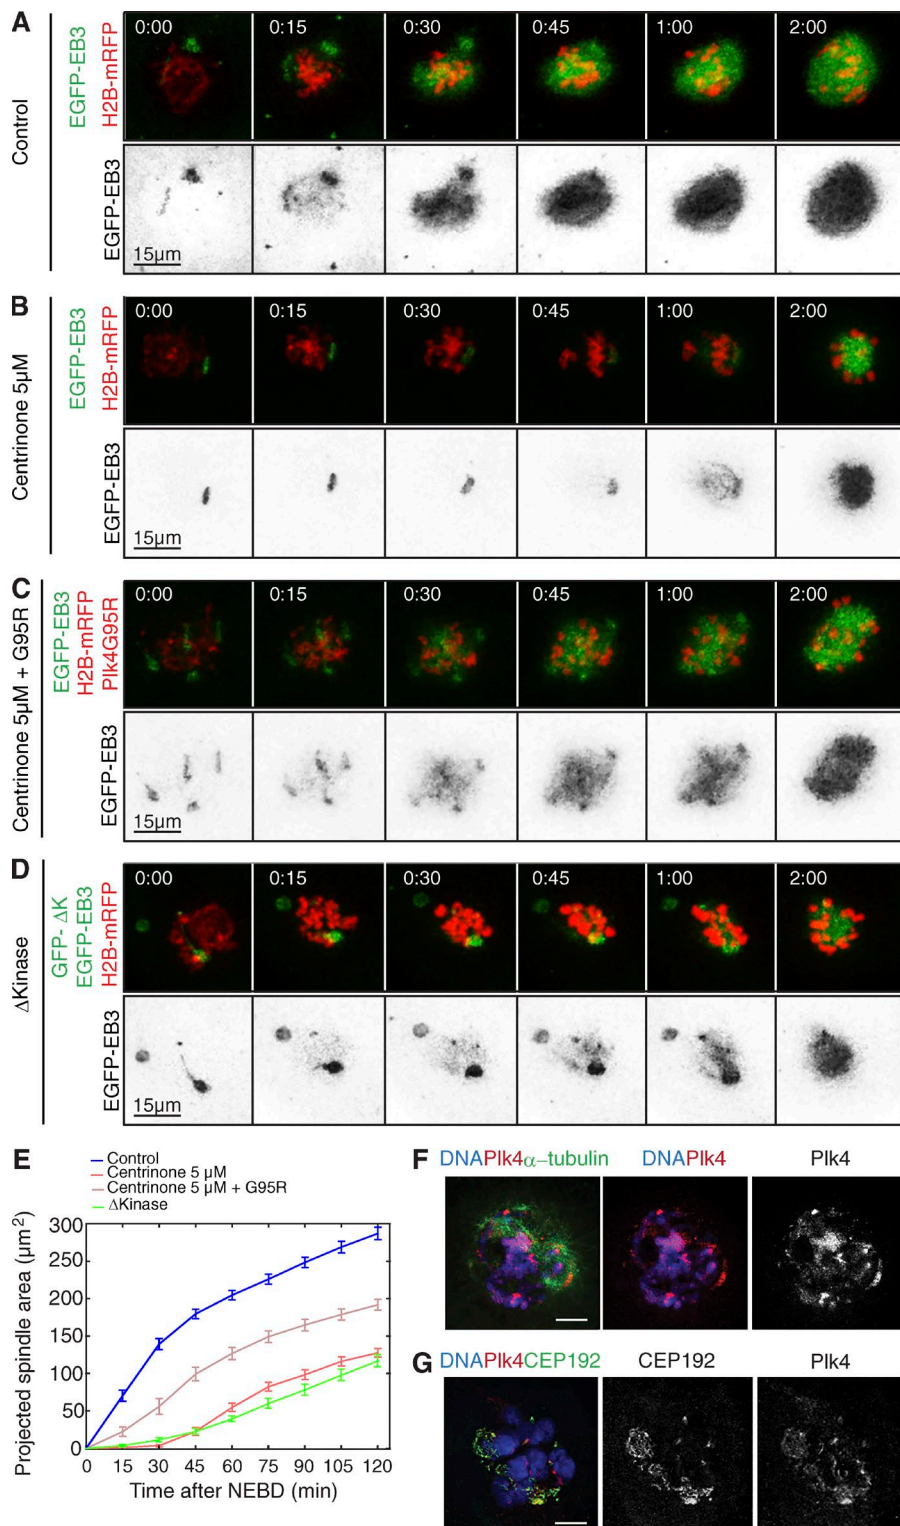 A
Control
EGFP-EB3
H2B-mRFP
0:00
0:15
0:30
0:45
1:00
2:00
EGFP-EB3
15µm
B
Centrinone 5µM
EGFP-EB3
H2B-mRFP
0:00
0:15
0:30
0:45
1:00
2:00
EGFP-EB3
15µm
C
Centrinone 5µM + G95R
EGFP-EB3
H2B-mRFP
Plk4G95R
0:00
0:15
0:30
0:45
1:00
2:00
EGFP-EB3
15µm
D
ΔKinase
GFP- ΔK
EGFP-EB3
H2B-mRFP
0:00
0:15
0:30
0:45
1:00
2:00
EGFP-EB3
15µm
E
Control
Centrinone 5 µM
Centrinone 5 µM + G95R
ΔKinase
Projected spindle area (µm²)
300
250
200
150
100
50
0
0 15 30 45 60 75 90 105 120
Time after NEBD (min)
F
DNAPlk4α−tubulin
DNAPlk4
Plk4
G
DNAPlk4CEP192
CEP192
Plk4